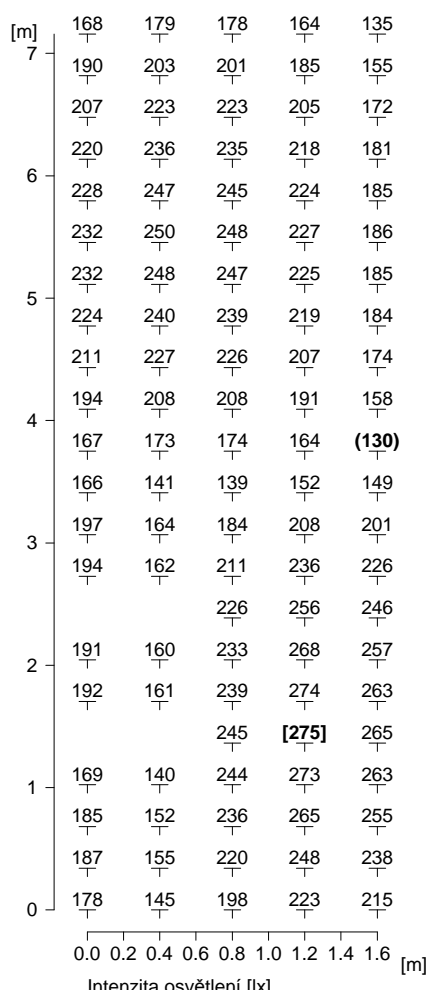 168 179 178 164 135
[m]
7
190 203 201 185 155
207 223 223 205 172
220 236 235 218 181
6
228 247 245 224 185
232 250 248 227 186
232 248 247 225 185
5
224 240 239 219 184
211 227 226 207 174
194 208 208 191 158
4
167 173 174 164 (130)
166 141 139 152 149
197 164 184 208 201
3
194 162 211 236 226
226 256 246
191 160 233 268 257
2
192 161 239 274 263
245 [275] 265
169 140 244 273 263
1
185 152 236 265 255
187 155 220 248 238
178 145 198 223 215
0
0.0 0.2 0.4 0.6 0.8 1.0 1.2 1.4 1.6 [m]
Intenzita osvětlení [lx]